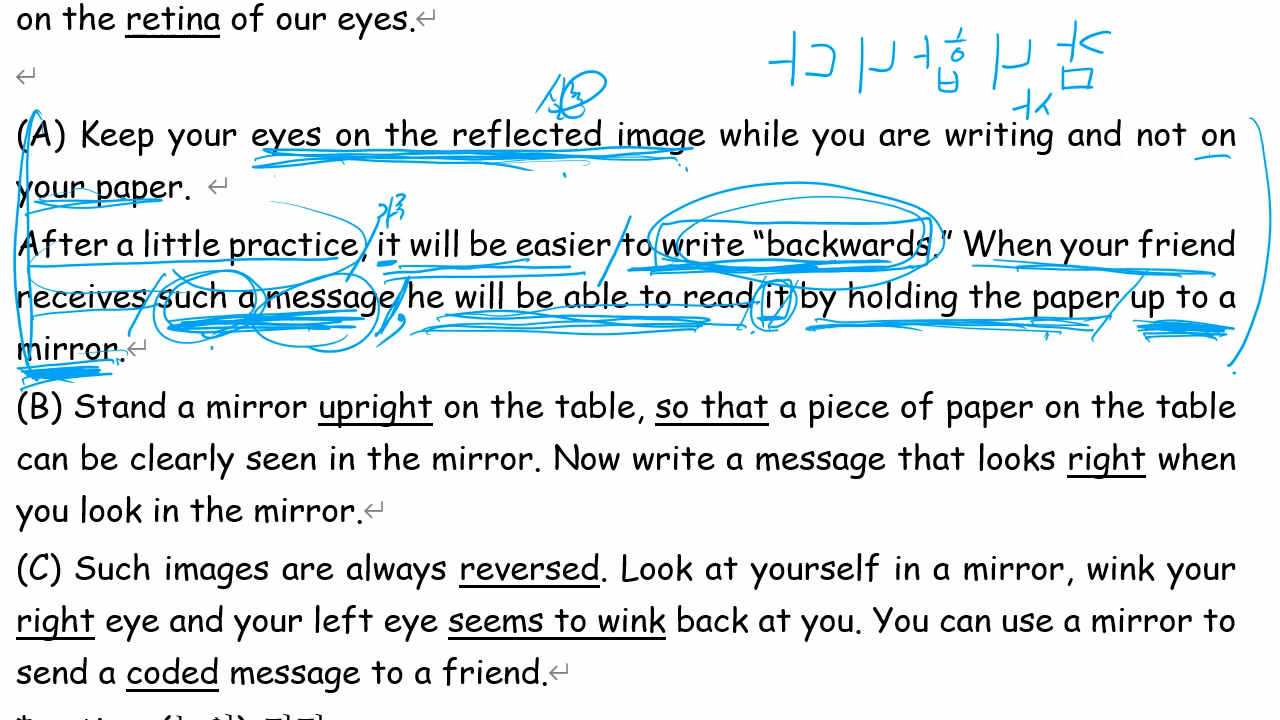 on the retina of our eyes.↵
↵
(A) Keep your eyes on the reflected image while you are writing and not on
your paper. ↵
After a little practice, it will be easier to write “backwards.” When your friend
receives such a message he will be able to read it by holding the paper up to a
mirror.↵
(B) Stand a mirror upright on the table, so that a piece of paper on the table
can be clearly seen in the mirror. Now write a message that looks right when
you look in the mirror.↵
(C) Such images are always reversed. Look at yourself in a mirror, wink your
right eye and your left eye seems to wink back at you. You can use a mirror to
send a coded message to a friend.↵